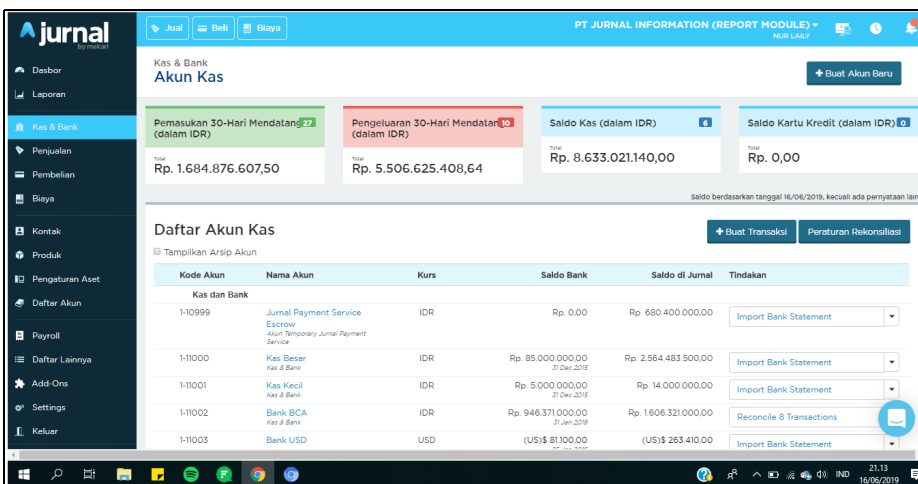 jurnal
by mekari
Jual
Beli
Biaya
PT JURNAL INFORMATION (REPORT MODULE)
NUR LAILY
Dasbor
Laporan
Kas & Bank
Penjualan
Pembelian
Biaya
Kontak
Produk
Pengaturan Aset
Daftar Akun
Payroll
Daftar Lainnya
Add-Ons
Settings
Keluar
Kas & Bank
Akun Kas
Buat Akun Baru
Pemasukan 30-Hari Mendatang 27
(dalam IDR)
Total
Rp. 1.684.876.607,50
Pengeluaran 30-Hari Mendatan 10
(dalam IDR)
Total
Rp. 5.506.625.408,64
Saldo Kas (dalam IDR) 6
Total
Rp. 8.633.021.140,00
Saldo Kartu Kredit (dalam IDR) 0
Total
Rp. 0,00
Saldo berdasarkan tanggal 16/06/2019, kecuali ada pernyataan lain
Daftar Akun Kas
Buat Transaksi
Peraturan Rekonsiliasi
Tampilkan Arsip Akun
Kode Akun Nama Akun Kurs Saldo Bank Saldo di Jurnal Tindakan
Kas dan Bank
1-10999 Jurnal Payment Service IDR Rp. 0,00 Rp. 680.400.000,00 Import Bank Statement
Escrow
Akun Temporary Jurnal Payment
Service
1-11000 Kas Besar IDR Rp. 85.000.000,00 Rp. 2.564.483.500,00 Import Bank Statement
Kas & Bank 31 Dec 2015
1-11001 Kas Kecil IDR Rp. 5.000.000,00 Rp. 14.000.000,00 Import Bank Statement
Kas & Bank 31 Dec 2015
1-11002 Bank BCA IDR Rp. 946.371.000,00 Rp. 1.606.321.000,00 Reconcile 8 Transactions
Kas & Bank 31 Jan 2018
1-11003 Bank USD USD (US)$ 81.100,00 (US)$ 263.410,00 Import Bank Statement
IND
21.13
16/06/2019